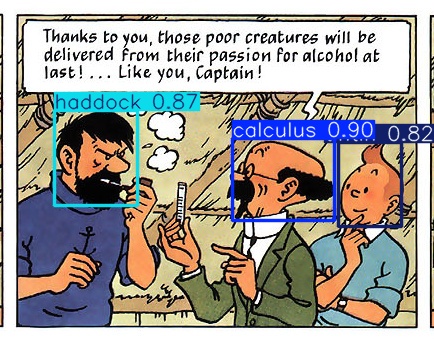 Thanks to you, those poor creatures will be
delivered from their passion for alcohol at
last! ... Like you, Captain!
haddock 0.87
calculus 0.90
0.82